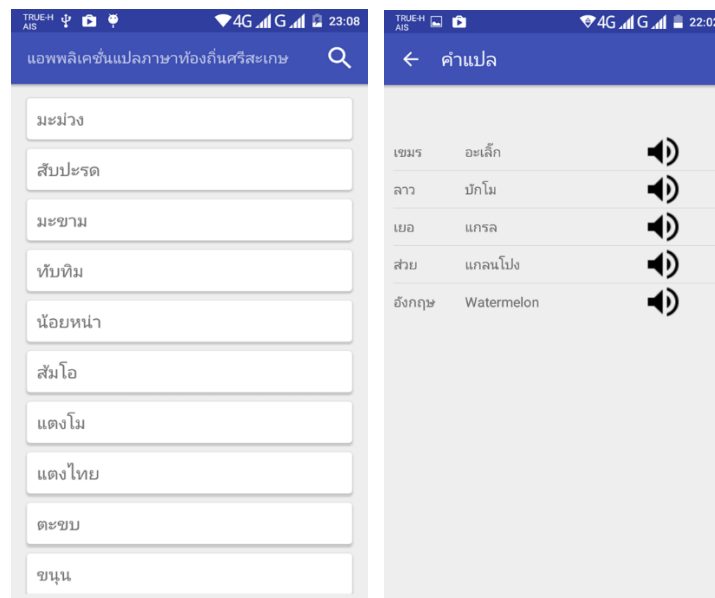 TRUE-H
AIS
4G G 23:08
แอพพลิเคชั่นแปลภาษาท้องถิ่นศรีสะเกษ
มะม่วง
สับปะรด
มะขาม
ทับทิม
น้อยหน่า
ส้มโอ
แตงโม
แตงไทย
ตะขบ
ขนุน
TRUE-H
AIS
4G G 22:02
คำแปล
เขมร อะเลิ๊ก
ลาว บักโม
เยอ แกรล
ส่วย แกลนโปง
อังกฤษ Watermelon